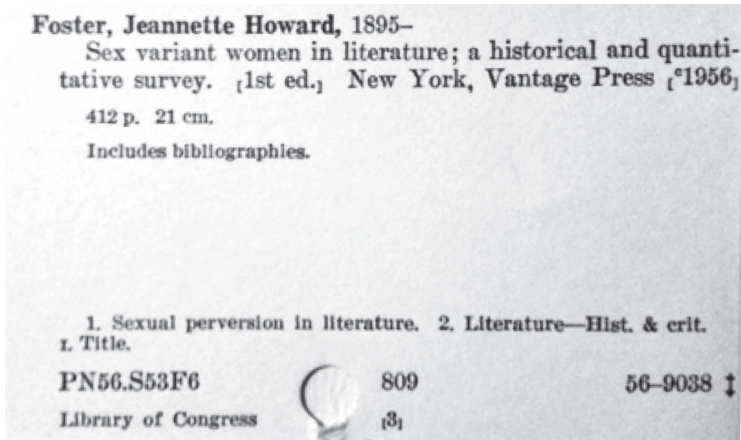 Foster, Jeannette Howard, 1895–
Sex variant women in literature; a historical and quanti-
tative survey. [1st ed.] New York, Vantage Press [ᶜ1956]
412 p. 21 cm.
Includes bibliographies.
1. Sexual perversion in literature. 2. Literature—Hist. & crit.
I. Title.
PN56.S53F6 809 56–9038 ‡
Library of Congress [3]